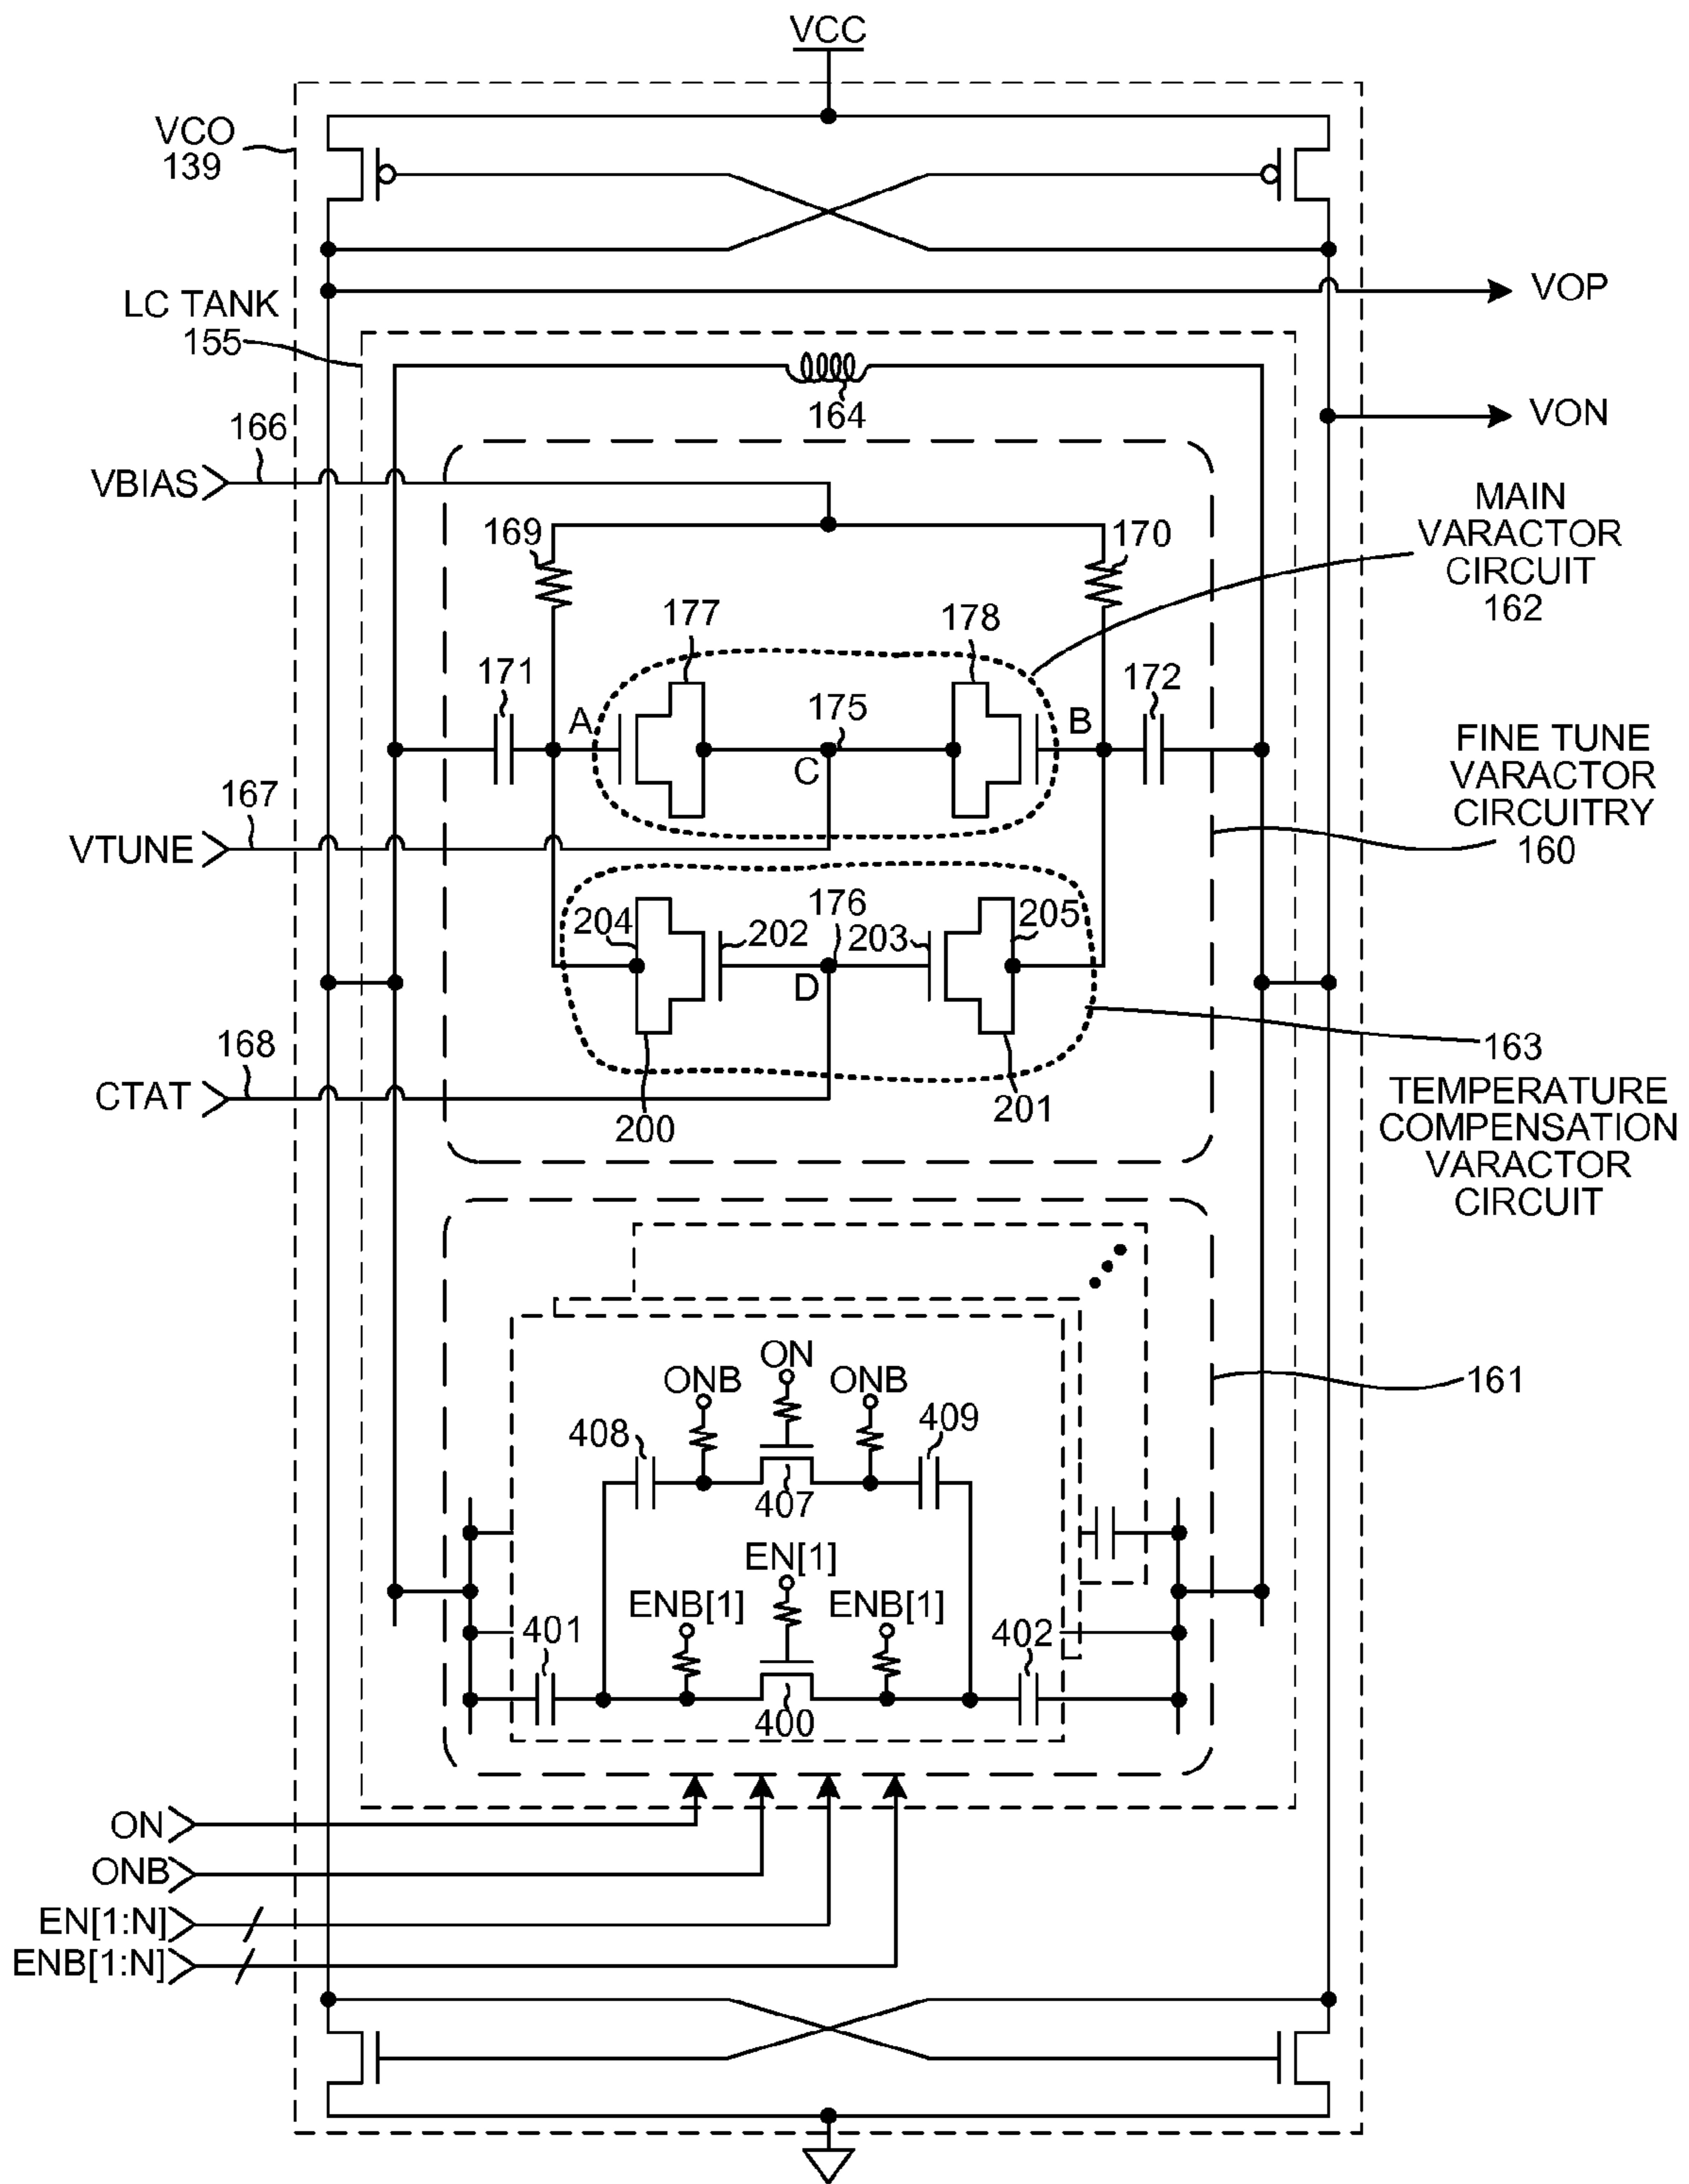 VCC
VCO
139
VOP
LC TANK
155
164
VON
166
VBIAS
MAIN
VARACTOR
CIRCUIT
162
169
170
177
178
171
172
A
175
B
C
FINE TUNE
VARACTOR
CIRCUITRY
160
167
VTUNE
204
202
176
203
205
D
168
CTAT
200
201
163
TEMPERATURE
COMPENSATION
VARACTOR
CIRCUIT
ON
ONB
ONB
161
408
409
407
EN[1]
ENB[1]
ENB[1]
401
402
400
ON
ONB
EN[1:N]
ENB[1:N]